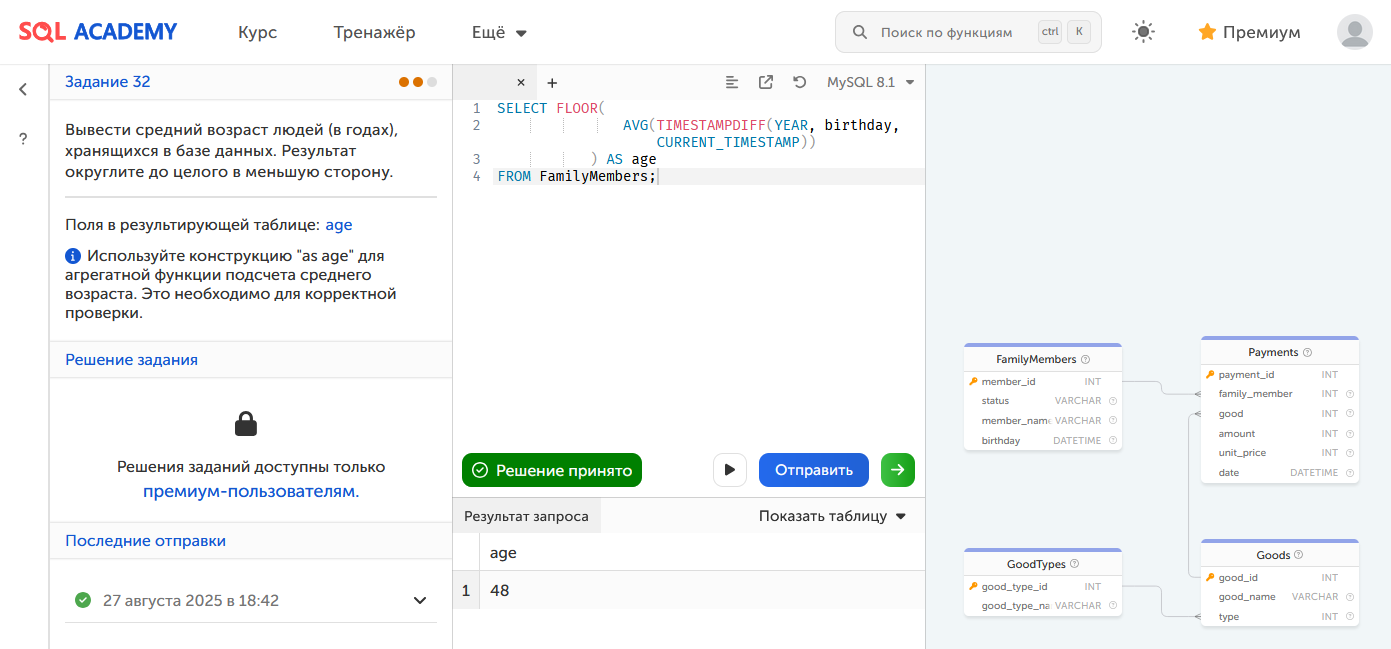 SQL ACADEMY
Курс
Тренажёр
Ещё
Поиск по функциям
ctrl
K
Премиум
Задание 32
Вывести средний возраст людей (в годах),
хранящихся в базе данных. Результат
округлите до целого в меньшую сторону.
Поля в результирующей таблице: age
Используйте конструкцию "as age" для
агрегатной функции подсчета среднего
возраста. Это необходимо для корректной
проверки.
Решение задания
Решения заданий доступны только
премиум-пользователям.
Последние отправки
27 августа 2025 в 18:42
MySQL 8.1
1 SELECT FLOOR(
2 AVG(TIMESTAMPDIFF(YEAR, birthday,
CURRENT_TIMESTAMP))
3 ) AS age
4 FROM FamilyMembers;
Решение принято
Отправить
Результат запроса
Показать таблицу
age
1 48
FamilyMembers
member_id INT
status VARCHAR
member_name VARCHAR
birthday DATETIME
Payments
payment_id INT
family_member INT
good INT
amount INT
unit_price INT
date DATETIME
GoodTypes
good_type_id INT
good_type_na VARCHAR
Goods
good_id INT
good_name VARCHAR
type INT